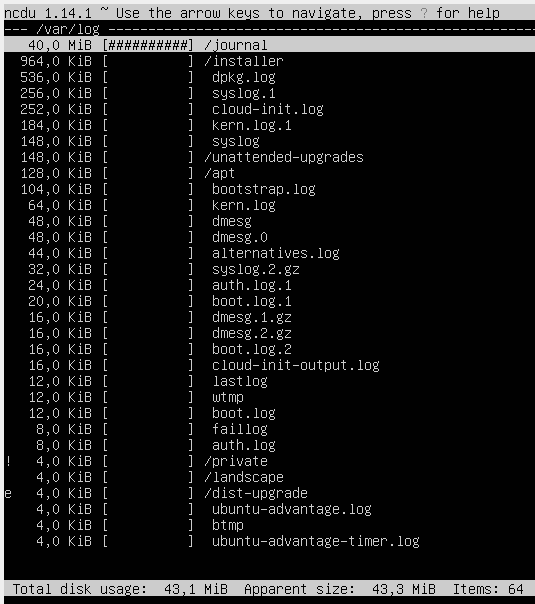 ncdu 1.14.1 ~ Use the arrow keys to navigate, press ? for help
--- /var/log ---------------------------------------------------
40,0 MiB [##########] /journal
964,0 KiB [          ] /installer
536,0 KiB [          ]  dpkg.log
256,0 KiB [          ]  syslog.1
252,0 KiB [          ]  cloud-init.log
184,0 KiB [          ]  kern.log.1
148,0 KiB [          ]  syslog
148,0 KiB [          ] /unattended-upgrades
128,0 KiB [          ] /apt
104,0 KiB [          ]  bootstrap.log
64,0 KiB [          ]  kern.log
48,0 KiB [          ]  dmesg
48,0 KiB [          ]  dmesg.0
44,0 KiB [          ]  alternatives.log
32,0 KiB [          ]  syslog.2.gz
24,0 KiB [          ]  auth.log.1
20,0 KiB [          ]  boot.log.1
16,0 KiB [          ]  dmesg.1.gz
16,0 KiB [          ]  dmesg.2.gz
16,0 KiB [          ]  boot.log.2
16,0 KiB [          ]  cloud-init-output.log
12,0 KiB [          ]  lastlog
12,0 KiB [          ]  wtmp
12,0 KiB [          ]  boot.log
8,0 KiB [          ]  faillog
8,0 KiB [          ]  auth.log
! 4,0 KiB [          ] /private
4,0 KiB [          ] /landscape
e 4,0 KiB [          ] /dist-upgrade
4,0 KiB [          ]  ubuntu-advantage.log
4,0 KiB [          ]  btmp
4,0 KiB [          ]  ubuntu-advantage-timer.log
Total disk usage:  43,1 MiB  Apparent size:  43,3 MiB  Items: 64